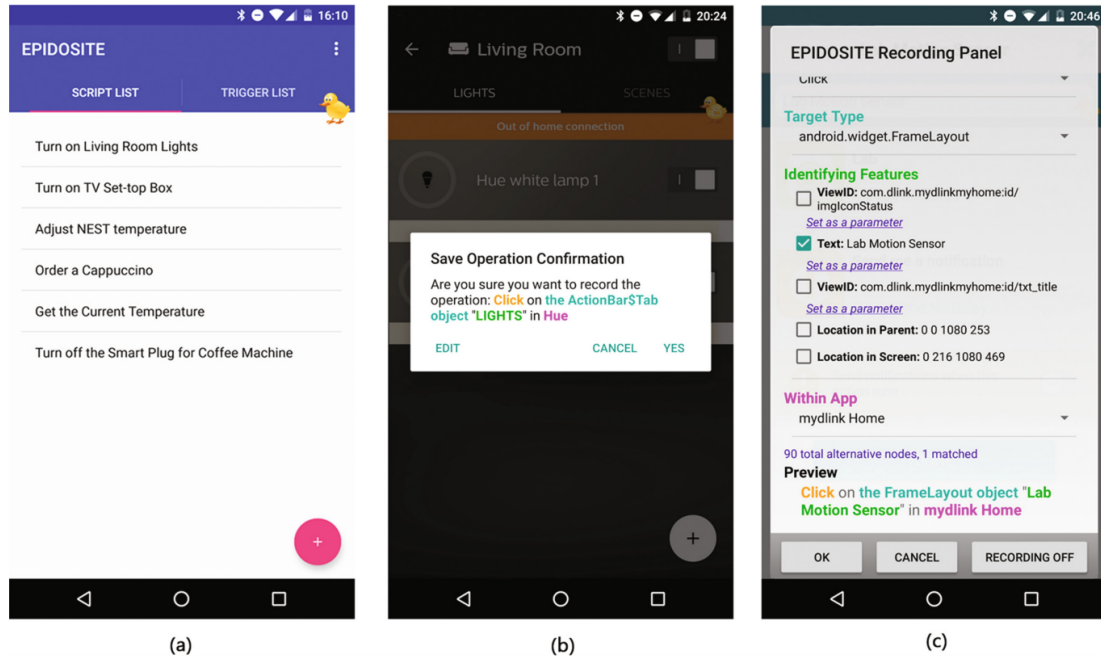 16:10
EPIDOSITE
SCRIPT LIST TRIGGER LIST
Turn on Living Room Lights
Turn on TV Set-top Box
Adjust NEST temperature
Order a Cappuccino
Get the Current Temperature
Turn off the Smart Plug for Coffee Machine
+
(a)
20:24
Living Room
LIGHTS SCENES
Out of home connection
Hue white lamp 1
Save Operation Confirmation
Are you sure you want to record the
operation: Click on the ActionBar$Tab
object "LIGHTS" in Hue
EDIT CANCEL YES
+
(b)
20:46
EPIDOSITE Recording Panel
Click
Target Type
android.widget.FrameLayout
Identifying Features
ViewID: com.dlink.mydlinkmyhome:id/
imgIconStatus
Set as a parameter
Text: Lab Motion Sensor
Set as a parameter
ViewID: com.dlink.mydlinkmyhome:id/txt_title
Set as a parameter
Location in Parent: 0 0 1080 253
Location in Screen: 0 216 1080 469
Within App
mydlink Home
90 total alternative nodes, 1 matched
Preview
Click on the FrameLayout object "Lab
Motion Sensor" in mydlink Home
OK CANCEL RECORDING OFF
(c)